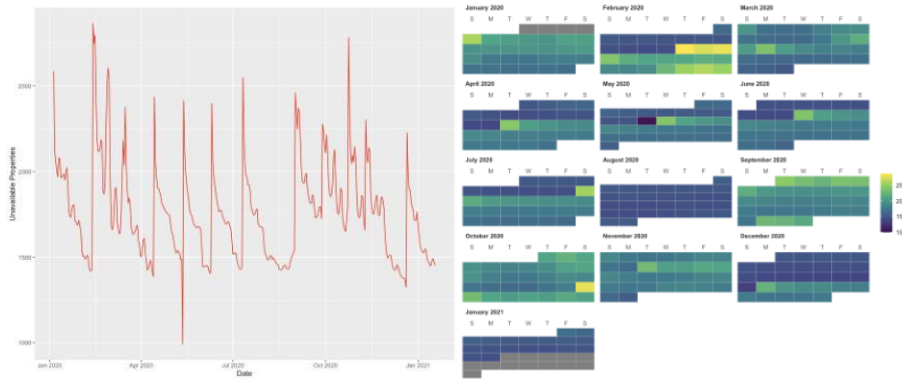 Unavailable Properties
2500
2000
1500
1000
Jan 2020
Apr 2020
Jul 2020
Oct 2020
Jan 2021
Date
January 2020
S M T W T F S
February 2020
S M T W T F S
March 2020
S M T W T F S
April 2020
S M T W T F S
May 2020
S M T W T F S
June 2020
S M T W T F S
July 2020
S M T W T F S
August 2020
S M T W T F S
September 2020
S M T W T F S
October 2020
S M T W T F S
November 2020
S M T W T F S
December 2020
S M T W T F S
January 2021
S M T W T F S
25
20
15
10